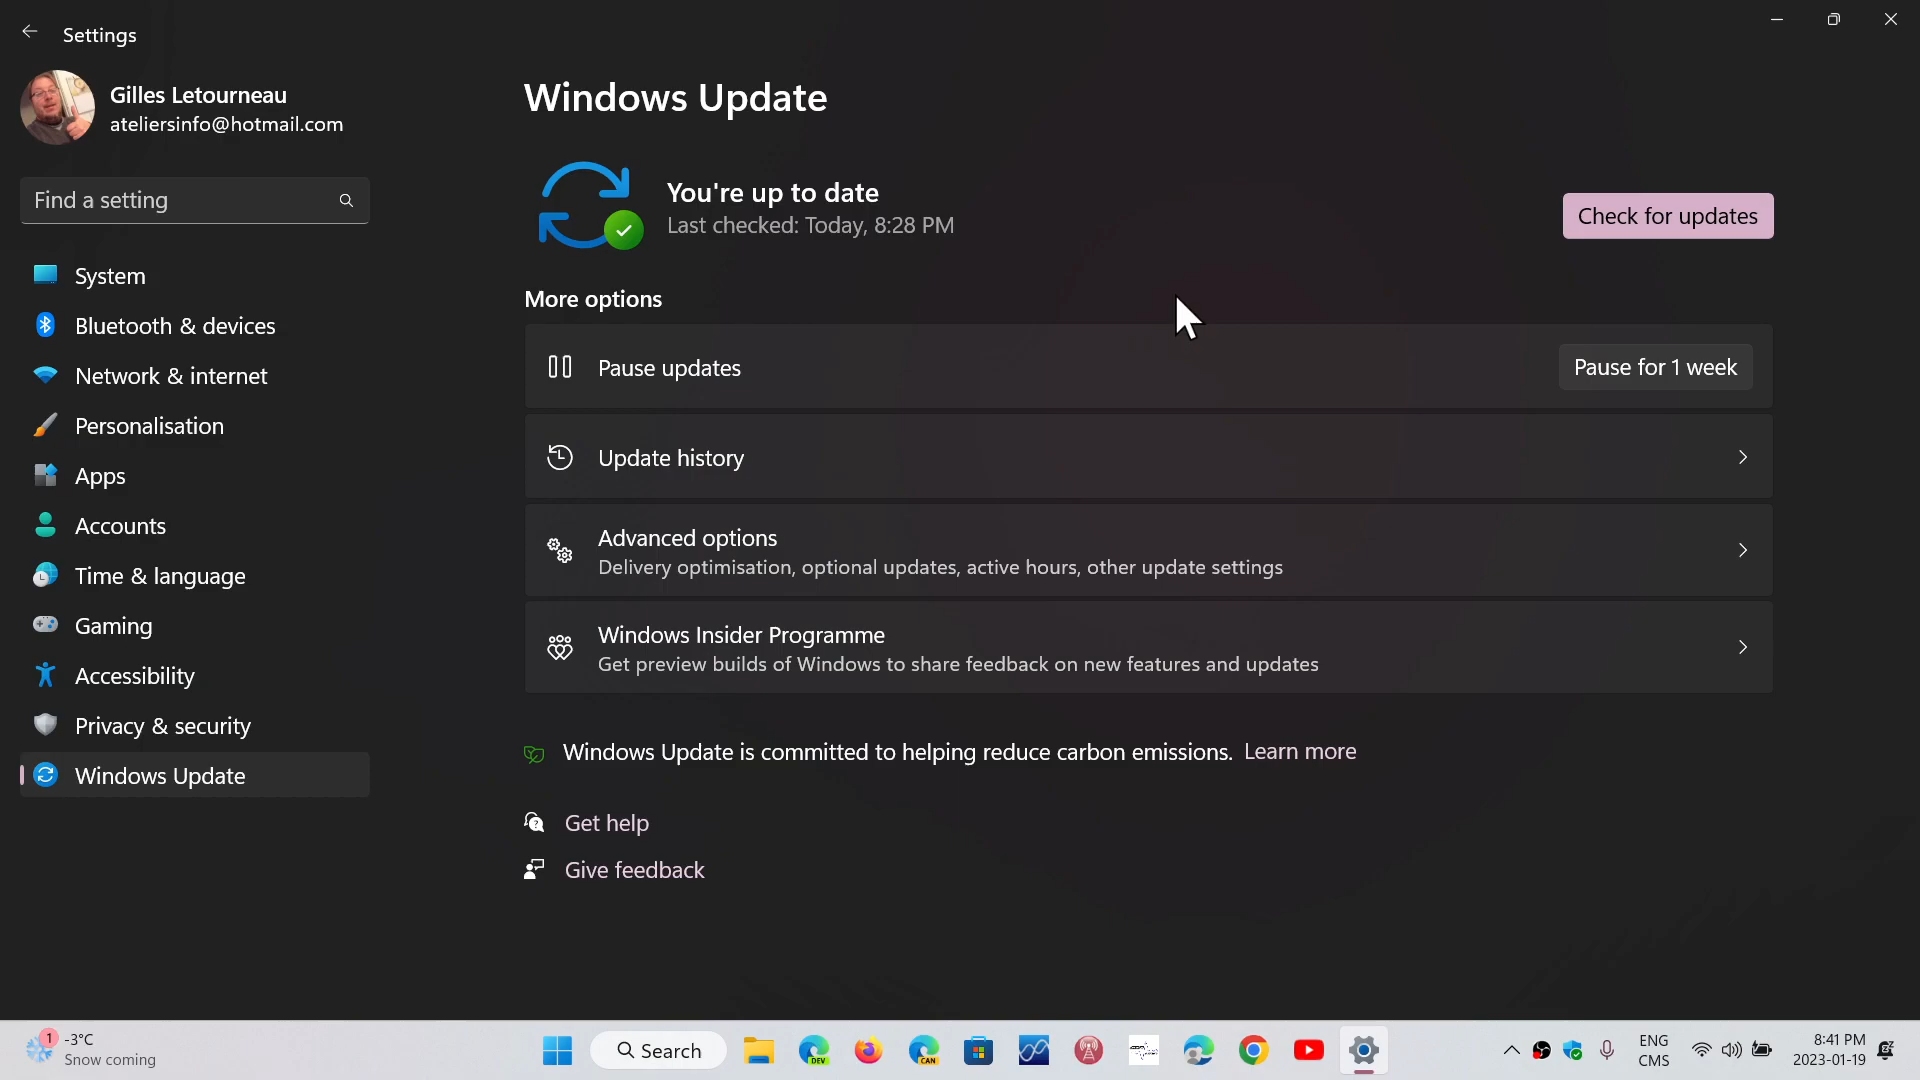 Settings
Gilles Letourneau
ateliersinfo@hotmail.com
Find a setting
System
Bluetooth & devices
Network & internet
Personalisation
Apps
Accounts
Time & language
Gaming
Accessibility
Privacy & security
Windows Update
Windows Update
You're up to date
Last checked: Today, 8:28 PM
Check for updates
More options
Pause updates
Pause for 1 week
Update history
Advanced options
Delivery optimisation, optional updates, active hours, other update settings
Windows Insider Programme
Get preview builds of Windows to share feedback on new features and updates
Windows Update is committed to helping reduce carbon emissions. Learn more
Get help
Give feedback
1
-3°C
Snow coming
Search
DEV
CAN
ENG
CMS
8:41 PM
2023-01-19